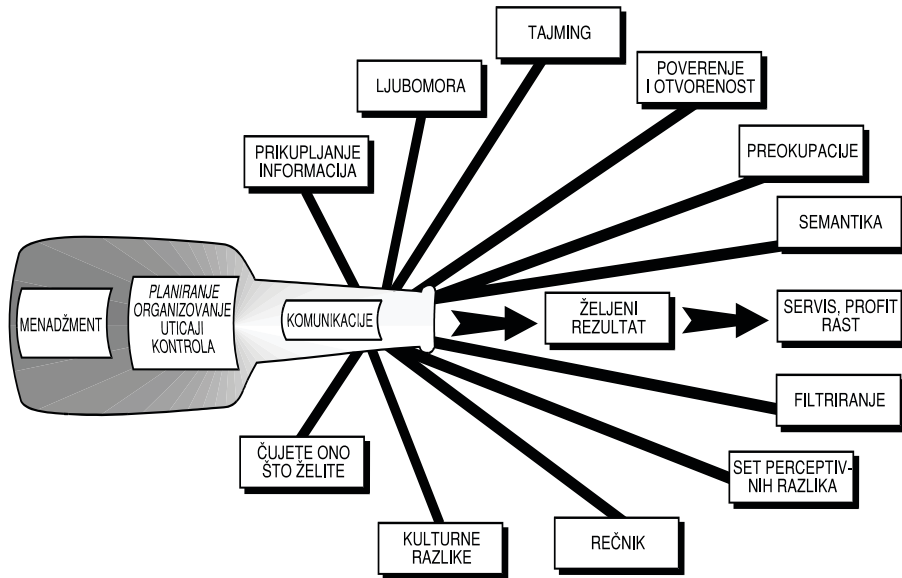 TAJMING
LJUBOMORA
POVERENJE
I OTVORENOST
PRIKUPLJANJE
INFORMACIJA
PREOKUPACIJE
SEMANTIKA
MENADŽMENT
PLANIRANJE
ORGANIZOVANJE
UTICAJI
KONTROLA
KOMUNIKACIJE
ŽELJENI
REZULTAT
SERVIS, PROFIT
RAST
FILTRIRANJE
ČUJETE ONO
ŠTO ŽELITE
SET PERCEPTIV-
NIH RAZLIKA
KULTURNE
RAZLIKE
REČNIK